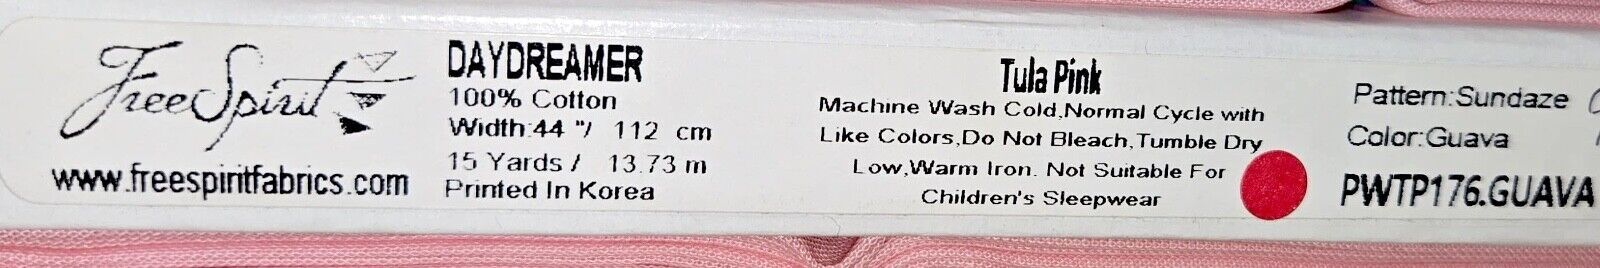 FreeSpirit
www.freespiritfabrics.com
DAYDREAMER
100% Cotton
Width:44 "/ 112 cm
15 Yards / 13.73 m
Printed In Korea
Tula Pink
Machine Wash Cold,Normal Cycle with
Like Colors,Do Not Bleach,Tumble Dry
Low,Warm Iron. Not Suitable For
Children's Sleepwear
Pattern:Sundaze
Color:Guava
PWTP176.GUAVA